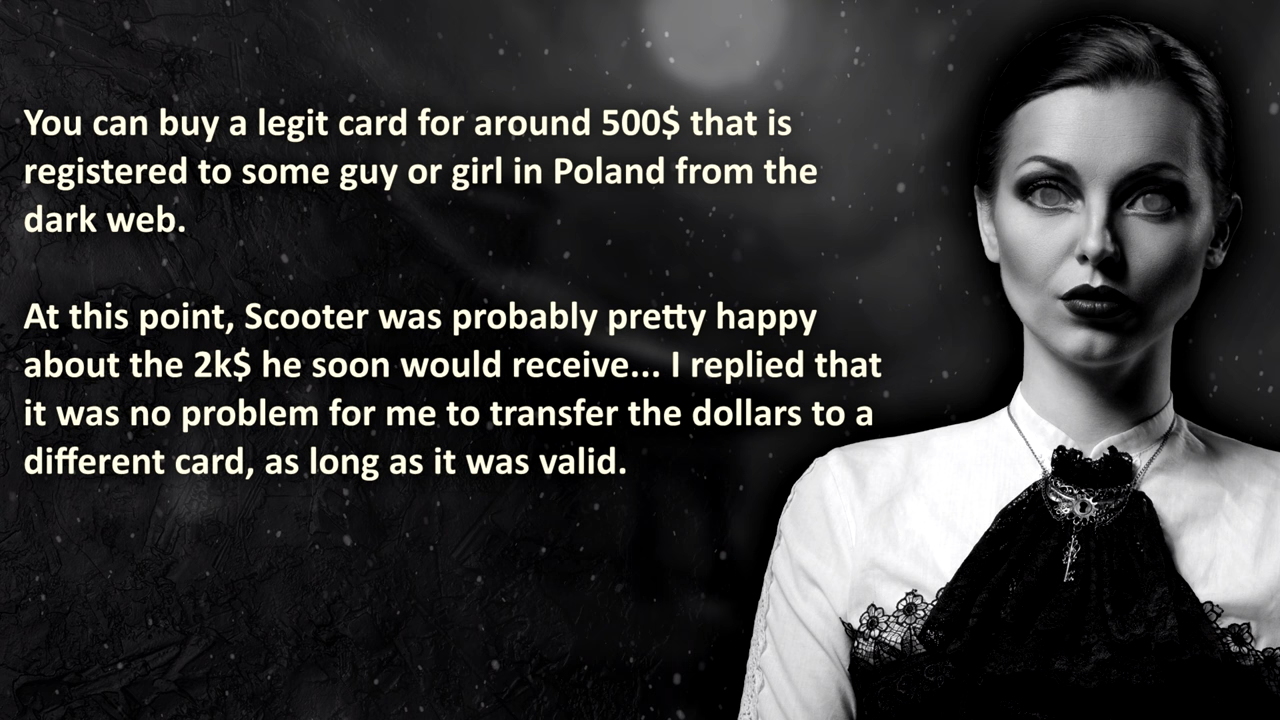 You can buy a legit card for around 500$ that is
registered to some guy or girl in Poland from the
dark web.
At this point, Scooter was probably pretty happy
about the 2k$ he soon would receive... I replied that
it was no problem for me to transfer the dollars to a
different card, as long as it was valid.